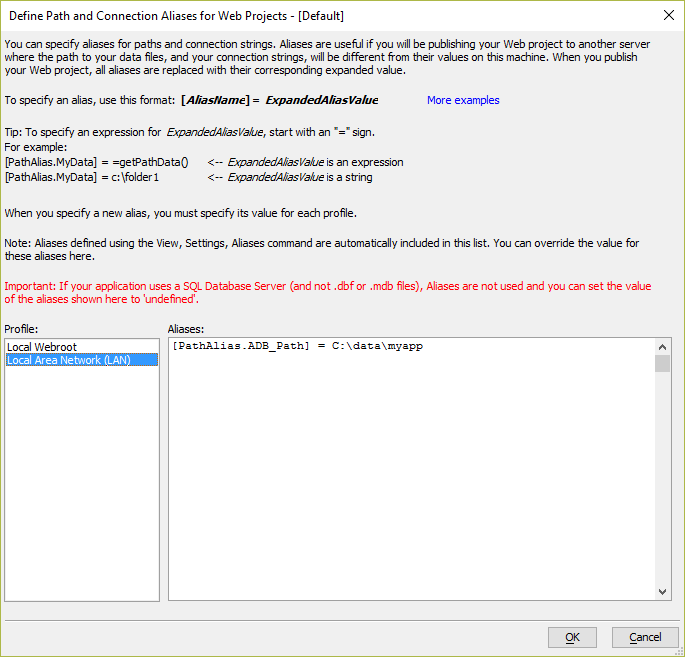 Define Path and Connection Aliases for Web Projects - [Default]
You can specify aliases for paths and connection strings. Aliases are useful if you will be publishing your Web project to another server
where the path to your data files, and your connection strings, will be different from their values on this machine. When you publish
your Web project, all aliases are replaced with their corresponding expanded value.
To specify an alias, use this format: [AliasName] = ExpandedAliasValue More examples
Tip: To specify an expression for ExpandedAliasValue, start with an "=" sign.
For example:
[PathAlias.MyData] = =getPathData() <-- ExpandedAliasValue is an expression
[PathAlias.MyData] = c:\folder1 <-- ExpandedAliasValue is a string
When you specify a new alias, you must specify its value for each profile.
Note: Aliases defined using the View, Settings, Aliases command are automatically included in this list. You can override the value for
these aliases here.
Important: If your application uses a SQL Database Server (and not .dbf or .mdb files), Aliases are not used and you can set the value
of the aliases shown here to 'undefined'.
Profile: Aliases:
Local Webroot [PathAlias.ADB_Path] = C:\data\myapp
Local Area Network (LAN)
OK Cancel